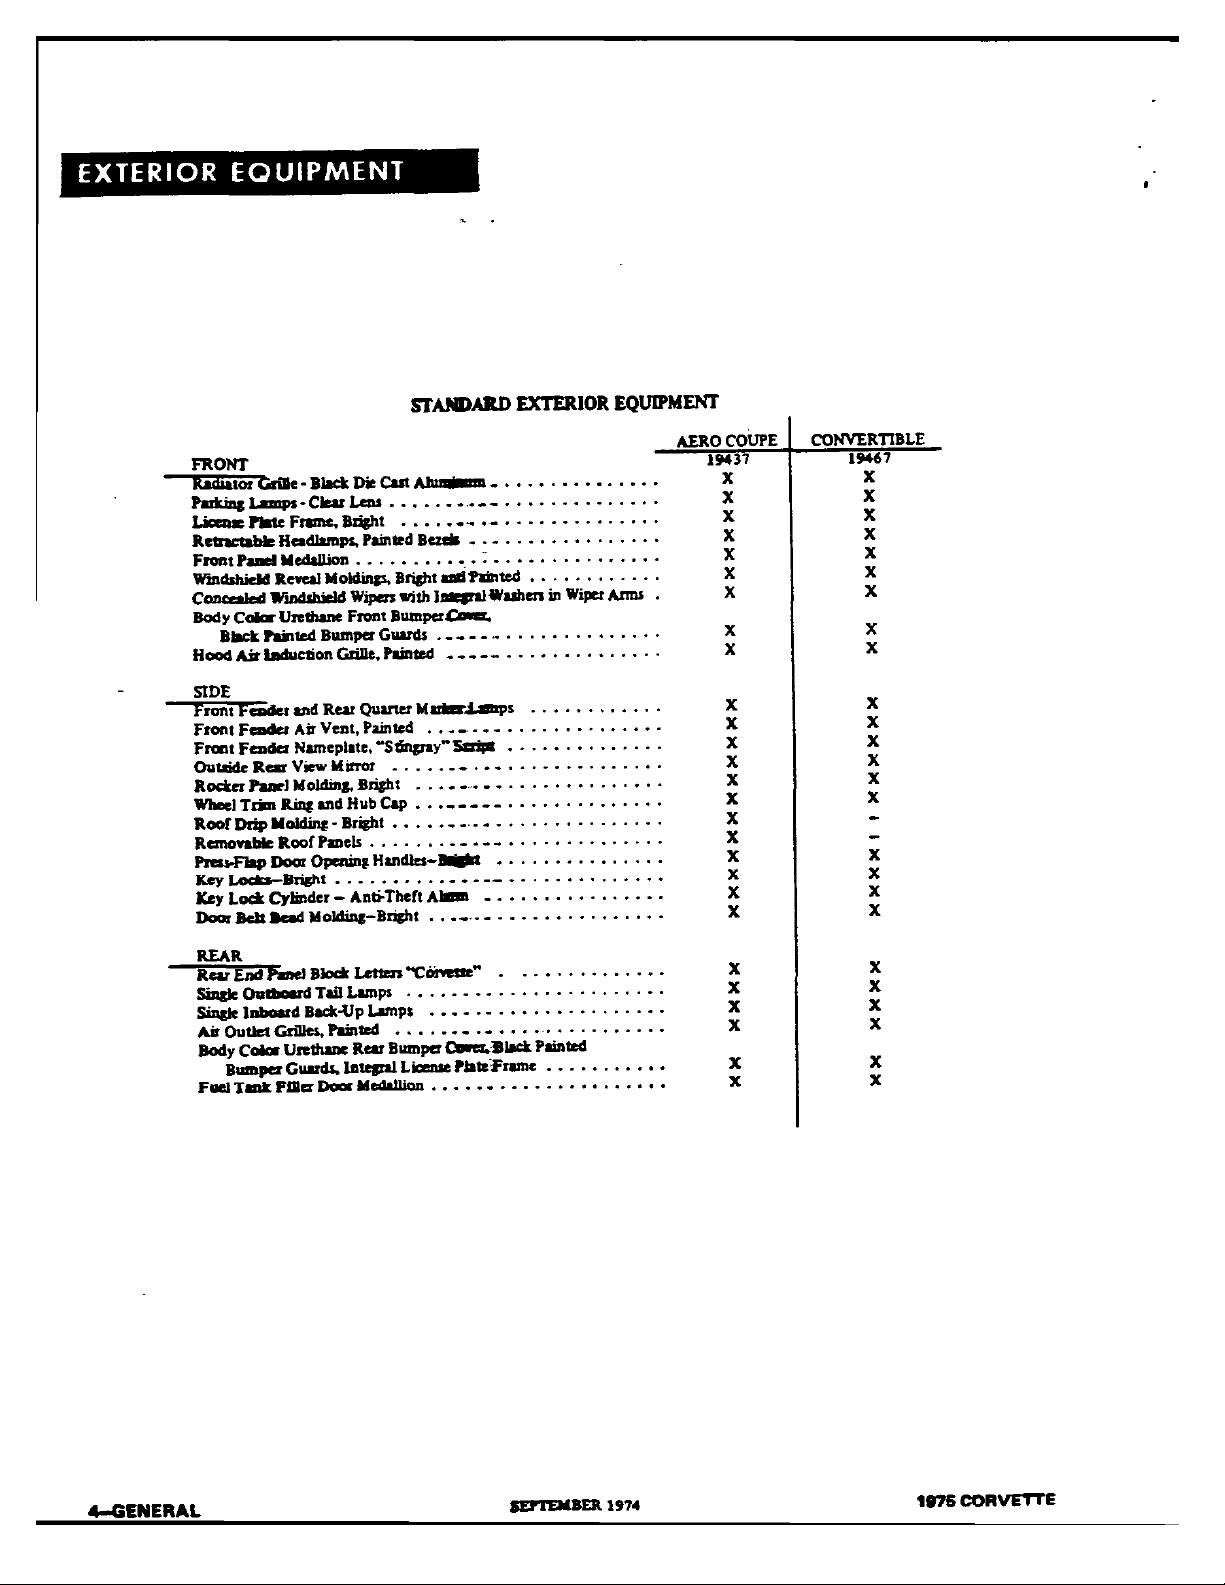 EXTERIOR EQUIPMENT
STANDARD EXTERIOR EQUIPMENT
AERO COUPE CONVERTIBLE
FRONT 19437 19467
Radiator Grille - Black Die Cast Aluminum . . . . . . . . . . . . . . . . X X
Parking Lamps - Clear Lens . . . . . . . . . . . . . . . . . . . . . . . . X X
License Plate Frame, Bright . . . . . . . . . . . . . . . . . . . . . . . X X
Retractable Headlamps, Painted Bezels . . . . . . . . . . . . . . . . . X X
Front Panel Medallion . . . . . . . . . . . . . . . . . . . . . . . . . . X X
Windshield Reveal Moldings, Bright and Painted . . . . . . . . . . . . X X
Concealed Windshield Wipers with Integral Washers in Wiper Arms . X X
Body Color Urethane Front Bumper Cover,
Black Painted Bumper Guards . . . . . . . . . . . . . . . . . . . . X X
Hood Air Induction Grille, Painted . . . . . . . . . . . . . . . . . . . X X
SIDE
Front Fender and Rear Quarter Marker Lamps . . . . . . . . . . . . X X
Front Fender Air Vent, Painted . . . . . . . . . . . . . . . . . . . . . X X
Front Fender Nameplate, "Stingray" Script . . . . . . . . . . . . . . X X
Outside Rear View Mirror . . . . . . . . . . . . . . . . . . . . . . . . X X
Rocker Panel Molding, Bright . . . . . . . . . . . . . . . . . . . . . . X X
Wheel Trim Ring and Hub Cap . . . . . . . . . . . . . . . . . . . . . . X X
Roof Drip Molding - Bright . . . . . . . . . . . . . . . . . . . . . . . . X -
Removable Roof Panels . . . . . . . . . . . . . . . . . . . . . . . . . . X -
Press-Flap Door Opening Handles-Bright . . . . . . . . . . . . . . . X X
Key Locks-Bright . . . . . . . . . . . . . . . . . . . . . . . . . . . . . X X
Key Lock Cylinder - Anti-Theft Alarm . . . . . . . . . . . . . . . . X X
Door Belt Bead Molding-Bright . . . . . . . . . . . . . . . . . . . . . X X
REAR
Rear End Panel Block Letters "Corvette" . . . . . . . . . . . . . . X X
Single Outboard Tail Lamps . . . . . . . . . . . . . . . . . . . . . . . X X
Single Inboard Back-Up Lamps . . . . . . . . . . . . . . . . . . . . . X X
Air Outlet Grilles, Painted . . . . . . . . . . . . . . . . . . . . . . . . X X
Body Color Urethane Rear Bumper Cover, Black Painted
Bumper Guards, Integral License Plate Frame . . . . . . . . . . . X X
Fuel Tank Filler Door Medallion . . . . . . . . . . . . . . . . . . . . . X X
4-GENERAL SEPTEMBER 1974 1975 CORVETTE